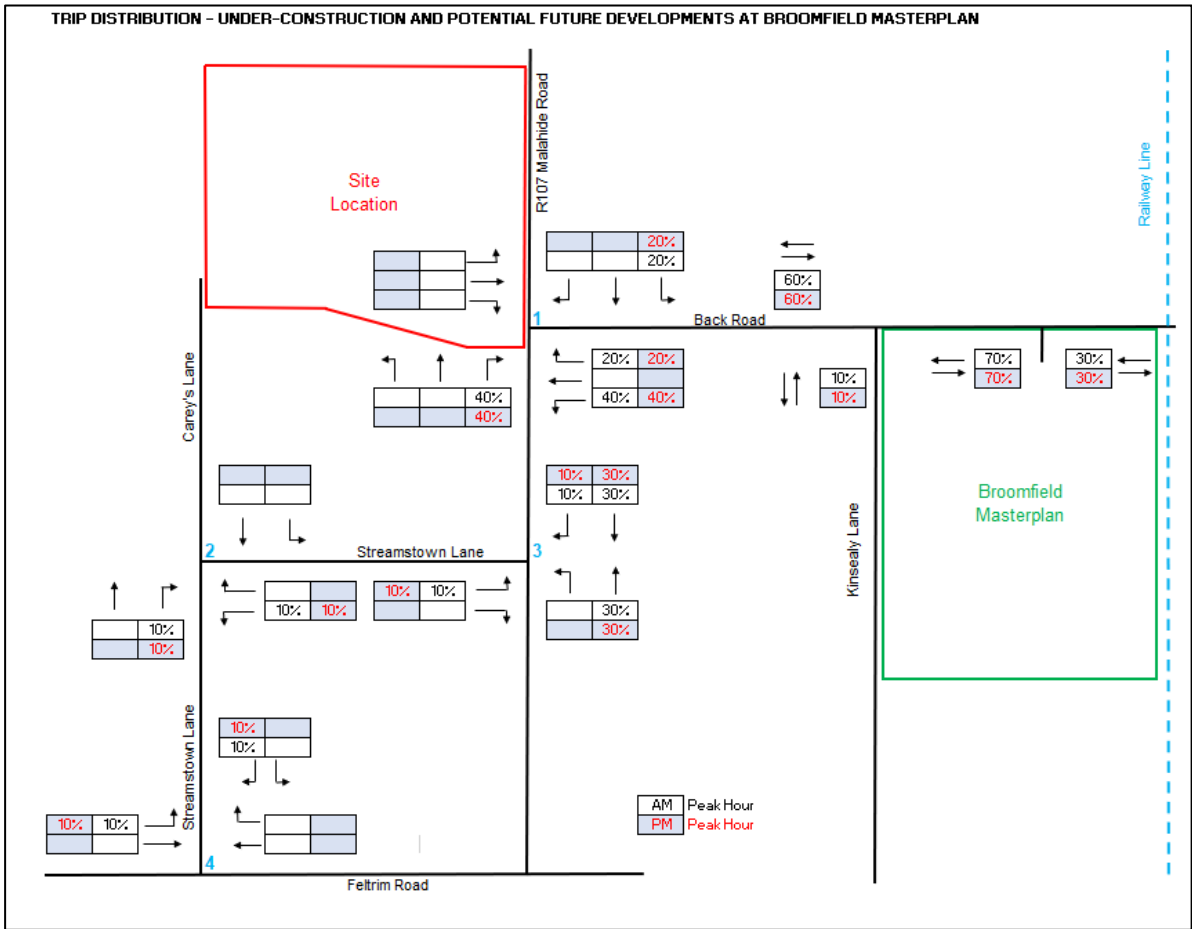 TRIP DISTRIBUTION - UNDER-CONSTRUCTION AND POTENTIAL FUTURE DEVELOPMENTS AT BROOMFIELD MASTERPLAN
R107 Malahide Road
Railway Line
Site
Location
20%
20%
60%
60%
1
Back Road
Carey's Lane
20% 20%
40% 40%
40%
40%
10%
10%
70% 30%
70% 30%
10% 30%
10% 30%
Broomfield
Masterplan
Kinsealy Lane
2
Streamstown Lane
3
10% 10%
10% 10%
30%
30%
10%
10%
Streamstown Lane
10%
10%
10% 10%
AM Peak Hour
PM Peak Hour
4
Feltrim Road